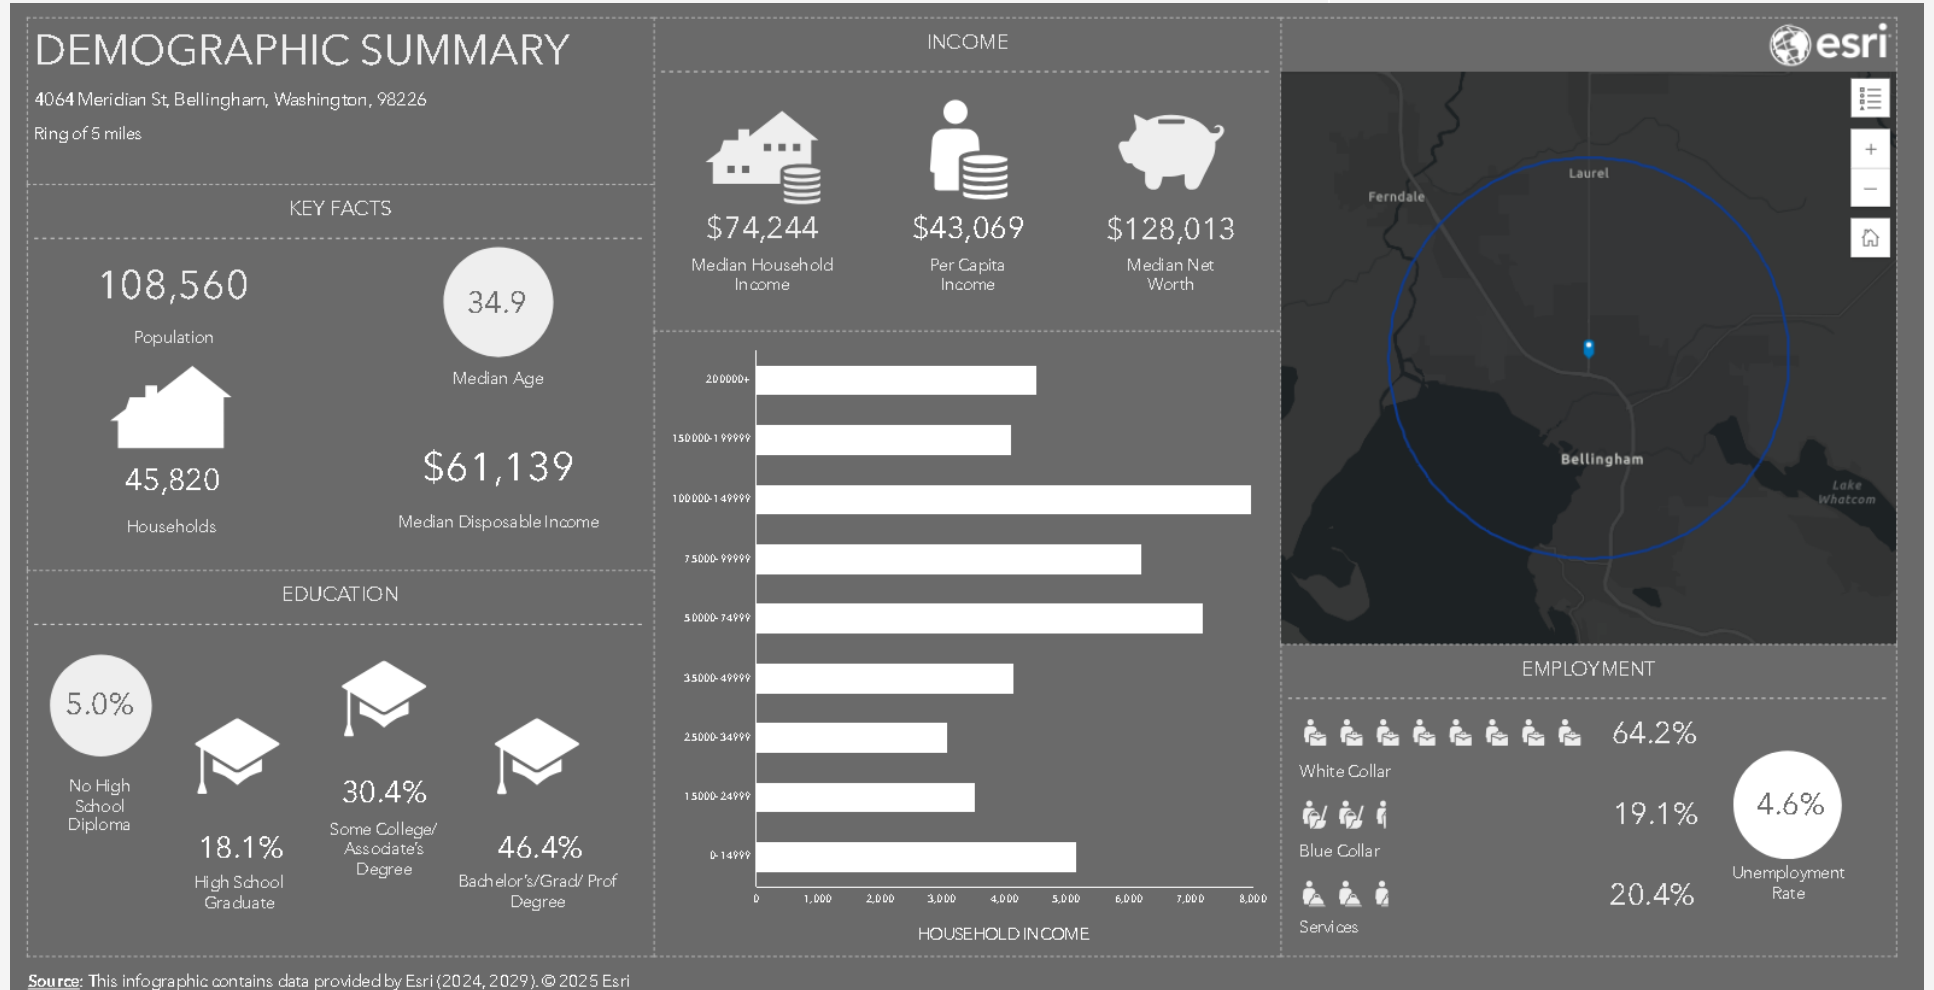 DEMOGRAPHIC SUMMARY
4064 Meridian St, Bellingham, Washington, 98226
Ring of 5 miles
KEY FACTS
108,560
Population
34.9
Median Age
45,820
Households
$61,139
Median Disposable Income
EDUCATION
5.0%
No High
School
Diploma
18.1%
High School
Graduate
30.4%
Some College/
Associate's
Degree
46.4%
Bachelor's/Grad/ Prof
Degree
INCOME
$74,244
Median Household
Income
$43,069
Per Capita
Income
$128,013
Median Net
Worth
200000+
150000-199999
100000-149999
75000-99999
50000-74999
35000-49999
25000-34999
15000-24999
0-14999
0 1,000 2,000 3,000 4,000 5,000 6,000 7,000 8,000
HOUSEHOLD INCOME
esri
Laurel
Ferndale
Bellingham
Lake
Whatcom
+
−
EMPLOYMENT
64.2%
White Collar
19.1%
Blue Collar
20.4%
Services
4.6%
Unemployment
Rate
Source: This infographic contains data provided by Esri (2024, 2029). © 2025 Esri